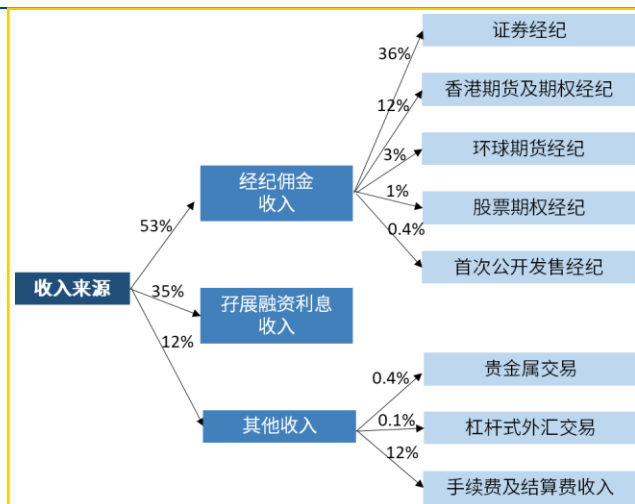 证券经纪
36%
香港期货及期权经纪
12%
环球期货经纪
3%
经纪佣金
收入
1%
股票期权经纪
53%
0.4%
首次公开发售经纪
收入来源
35%
孖展融资利息
收入
12%
贵金属交易
0.4%
其他收入
0.1%
杠杆式外汇交易
12%
手续费及结算费收入